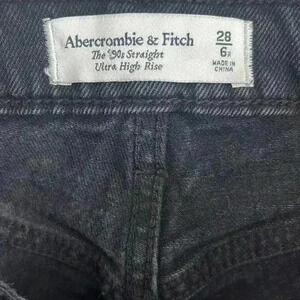 Abercrombie & Fitch
The '90s Straight
Ultra High Rise
28
6R
MADE IN
CHINA